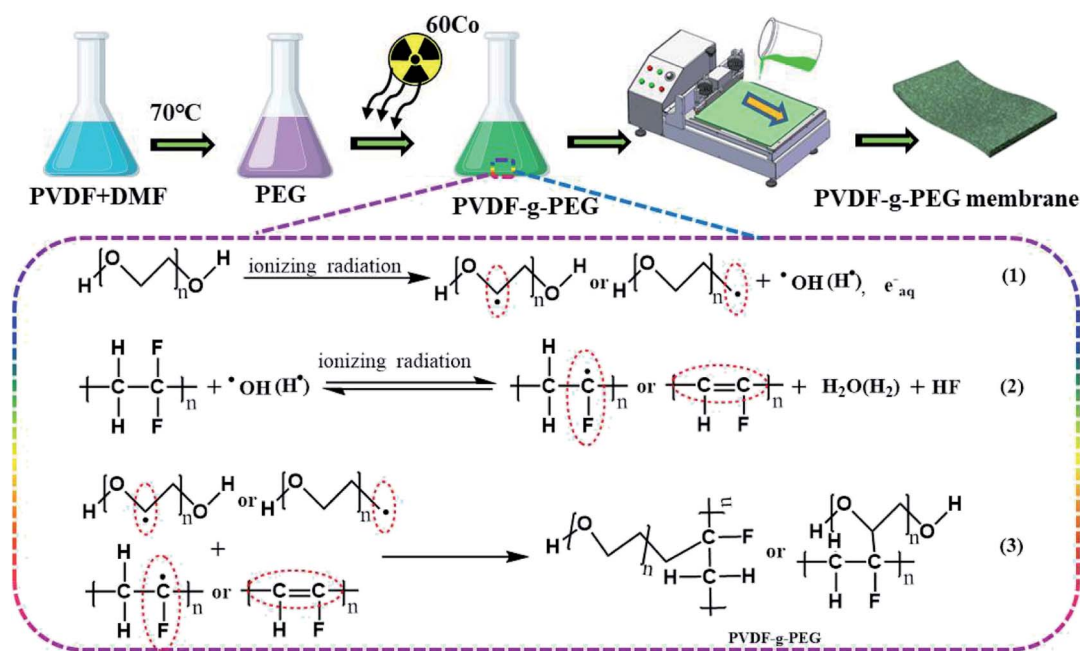 60Co
70°C
PVDF+DMF
PEG
PVDF-g-PEG
PVDF-g-PEG membrane
H O n O H ionizing radiation H O n O H or H O n + •OH (H•), e⁻aq (1)
H F
C C n + •OH (H•) ionizing radiation C C n or C C n + H2O(H2) + HF (2)
H F
H F H F
H O n O H or H O n
+
H
C C n or C C n
H F H F
H O n C F H C H n or H O H n O H C C n H F (3)
PVDF-g-PEG